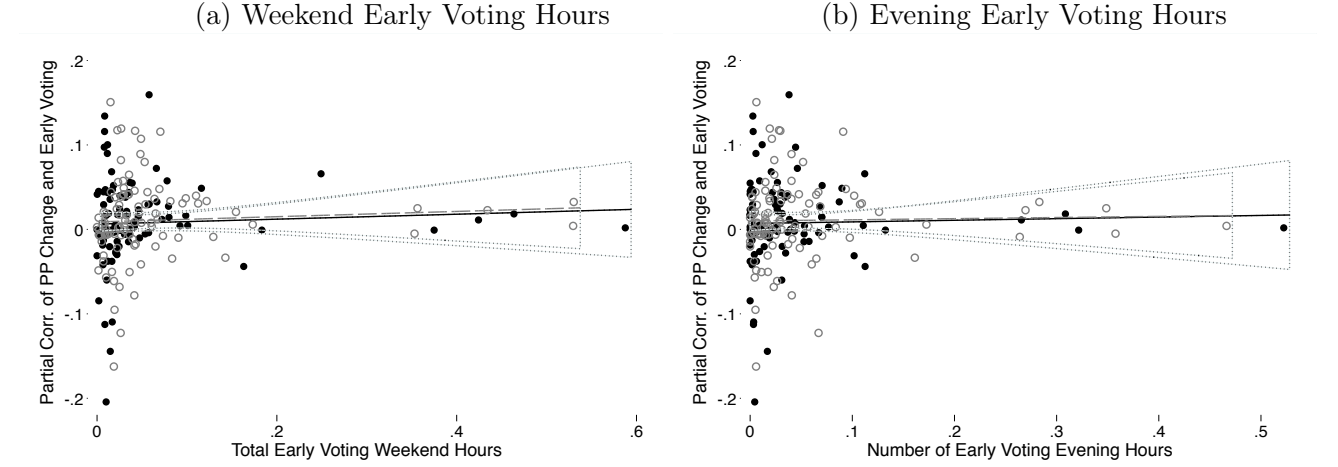 (a) Weekend Early Voting Hours
Partial Corr. of PP Change and Early Voting
.2
.1
0
-.1
-.2
0 .2 .4 .6
Total Early Voting Weekend Hours
(b) Evening Early Voting Hours
Partial Corr. of PP Change and Early Voting
.2
.1
0
-.1
-.2
0 .1 .2 .3 .4 .5
Number of Early Voting Evening Hours